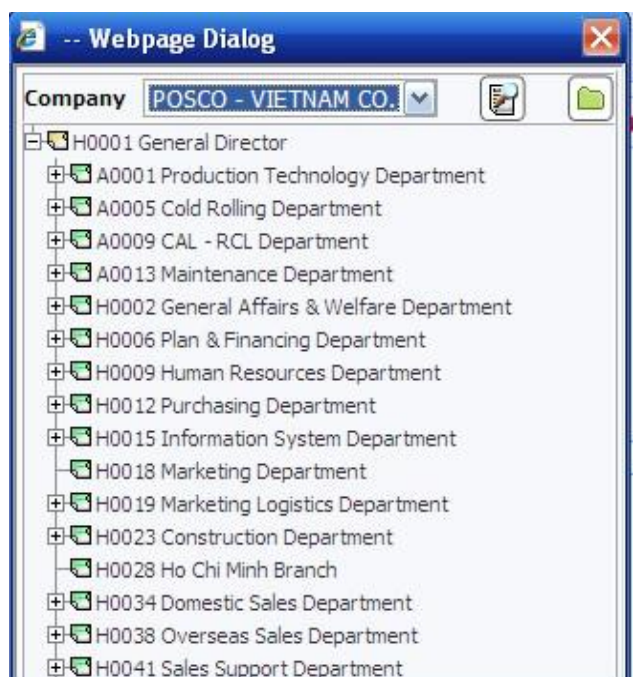 -- Webpage Dialog
Company POSCO - VIETNAM CO.
H0001 General Director
A0001 Production Technology Department
A0005 Cold Rolling Department
A0009 CAL - RCL Department
A0013 Maintenance Department
H0002 General Affairs & Welfare Department
H0006 Plan & Financing Department
H0009 Human Resources Department
H0012 Purchasing Department
H0015 Information System Department
H0018 Marketing Department
H0019 Marketing Logistics Department
H0023 Construction Department
H0028 Ho Chi Minh Branch
H0034 Domestic Sales Department
H0038 Overseas Sales Department
H0041 Sales Support Department